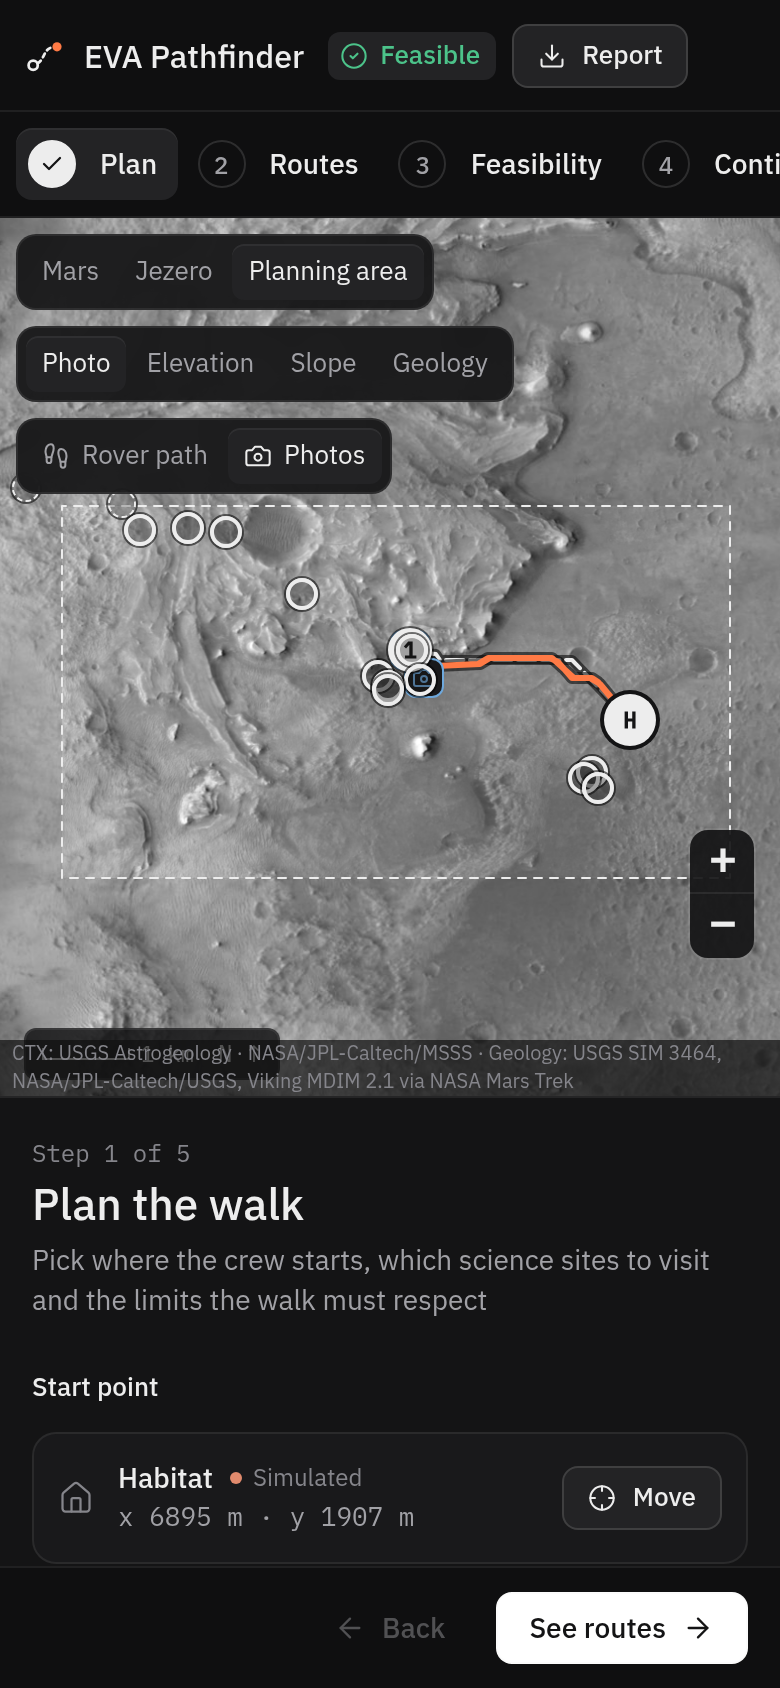 EVA Pathfinder
Feasible
Report
Plan
2 Routes
3 Feasibility
4 Conti
Mars Jezero Planning area
Photo Elevation Slope Geology
Rover path Photos
1
H
+
−
CTX: USGS Astrogeology · NASA/JPL-Caltech/MSSS · Geology: USGS SIM 3464,
NASA/JPL-Caltech/USGS, Viking MDIM 2.1 via NASA Mars Trek
Step 1 of 5
Plan the walk
Pick where the crew starts, which science sites to visit
and the limits the walk must respect
Start point
Habitat Simulated
x 6895 m · y 1907 m
Move
Back
See routes